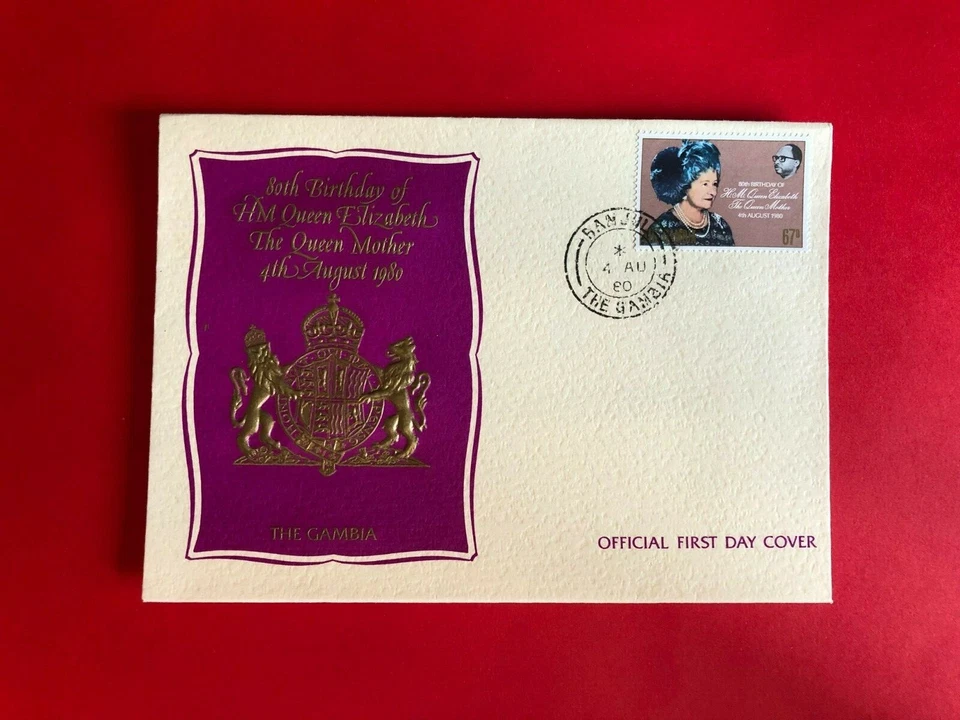 80th Birthday of
HM Queen Elizabeth
The Queen Mother
4th August 1980
THE GAMBIA
80th BIRTHDAY OF
H.M. Queen Elizabeth
The Queen Mother
4th AUGUST 1980
67b
BANJUL
*
4 AU
80
THE GAMBIA
OFFICIAL FIRST DAY COVER